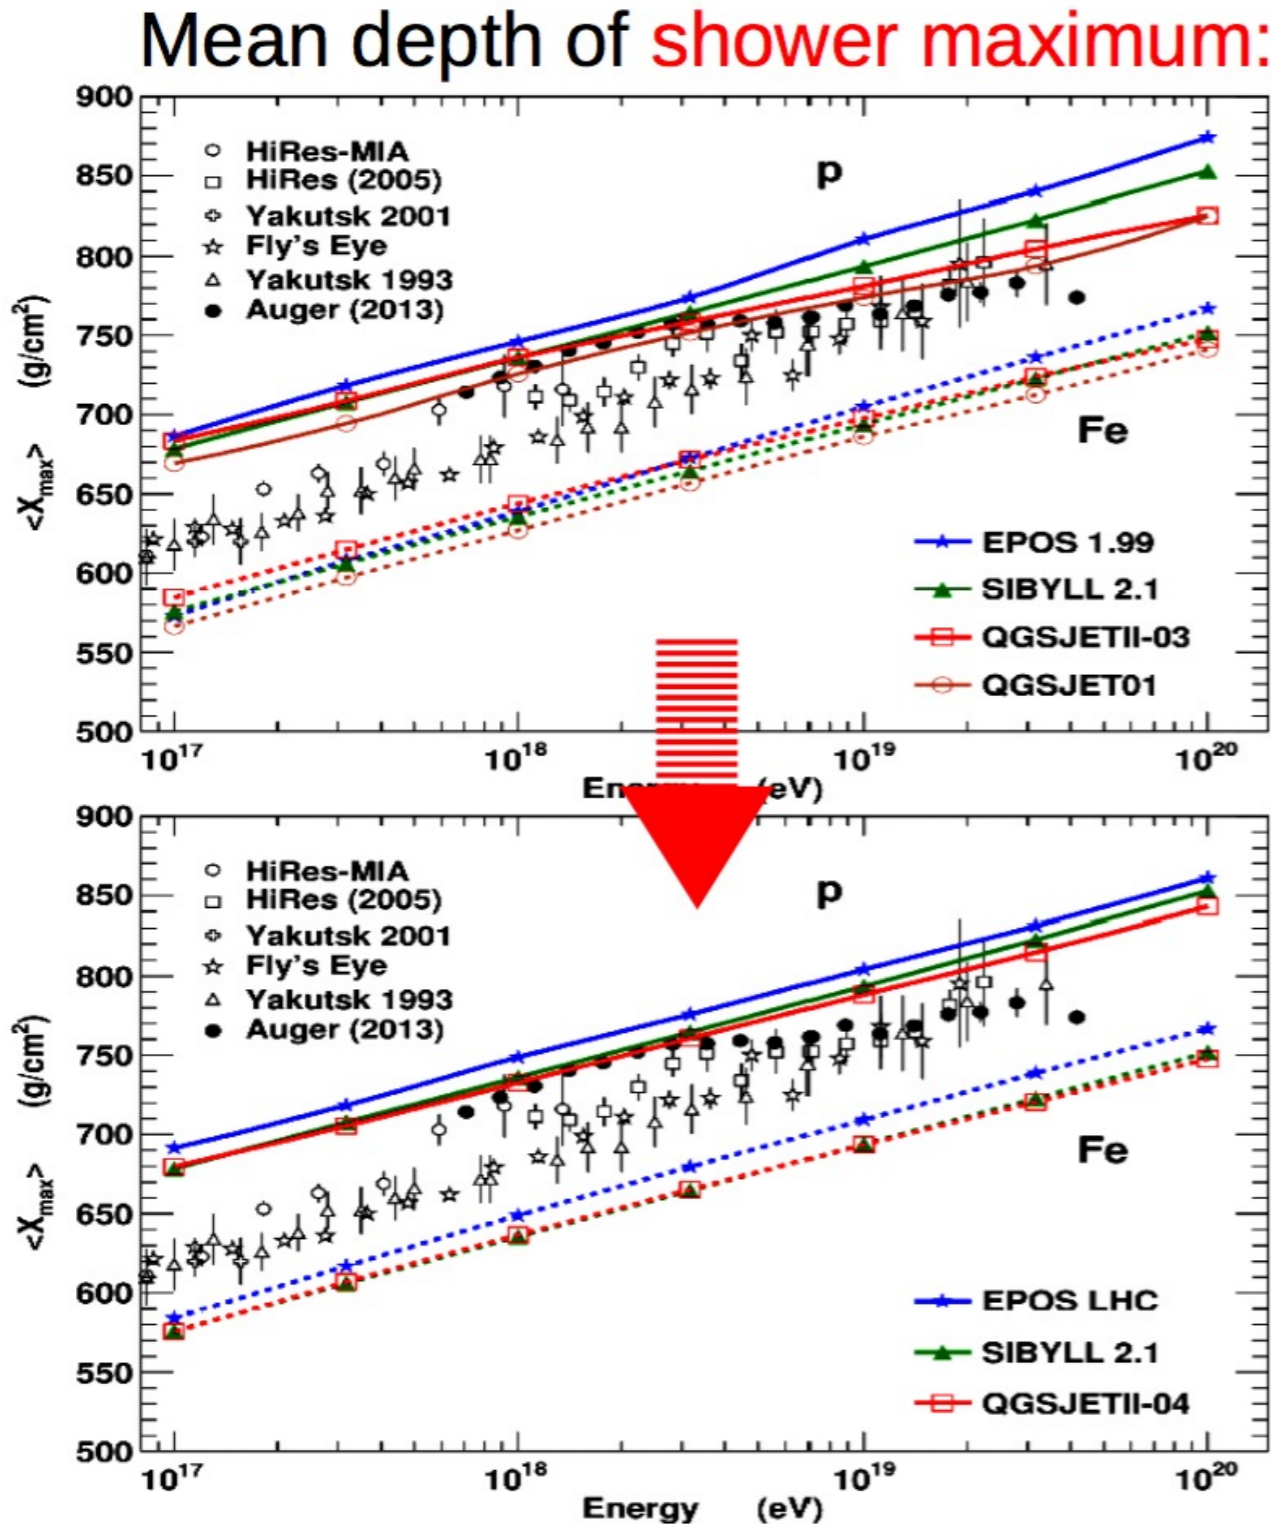 Mean depth of shower maximum:
900
850
800
750
700
650
600
550
500
<X_max> (g/cm²)
HiRes-MIA
HiRes (2005)
Yakutsk 2001
Fly's Eye
Yakutsk 1993
Auger (2013)
p
Fe
EPOS 1.99
SIBYLL 2.1
QGSJETII-03
QGSJET01
10¹⁷ 10¹⁸ 10¹⁹ 10²⁰
(eV)
900
850
800
750
700
650
600
550
500
<X_max> (g/cm²)
HiRes-MIA
HiRes (2005)
Yakutsk 2001
Fly's Eye
Yakutsk 1993
Auger (2013)
p
Fe
EPOS LHC
SIBYLL 2.1
QGSJETII-04
10¹⁷ 10¹⁸ 10¹⁹ 10²⁰
Energy (eV)